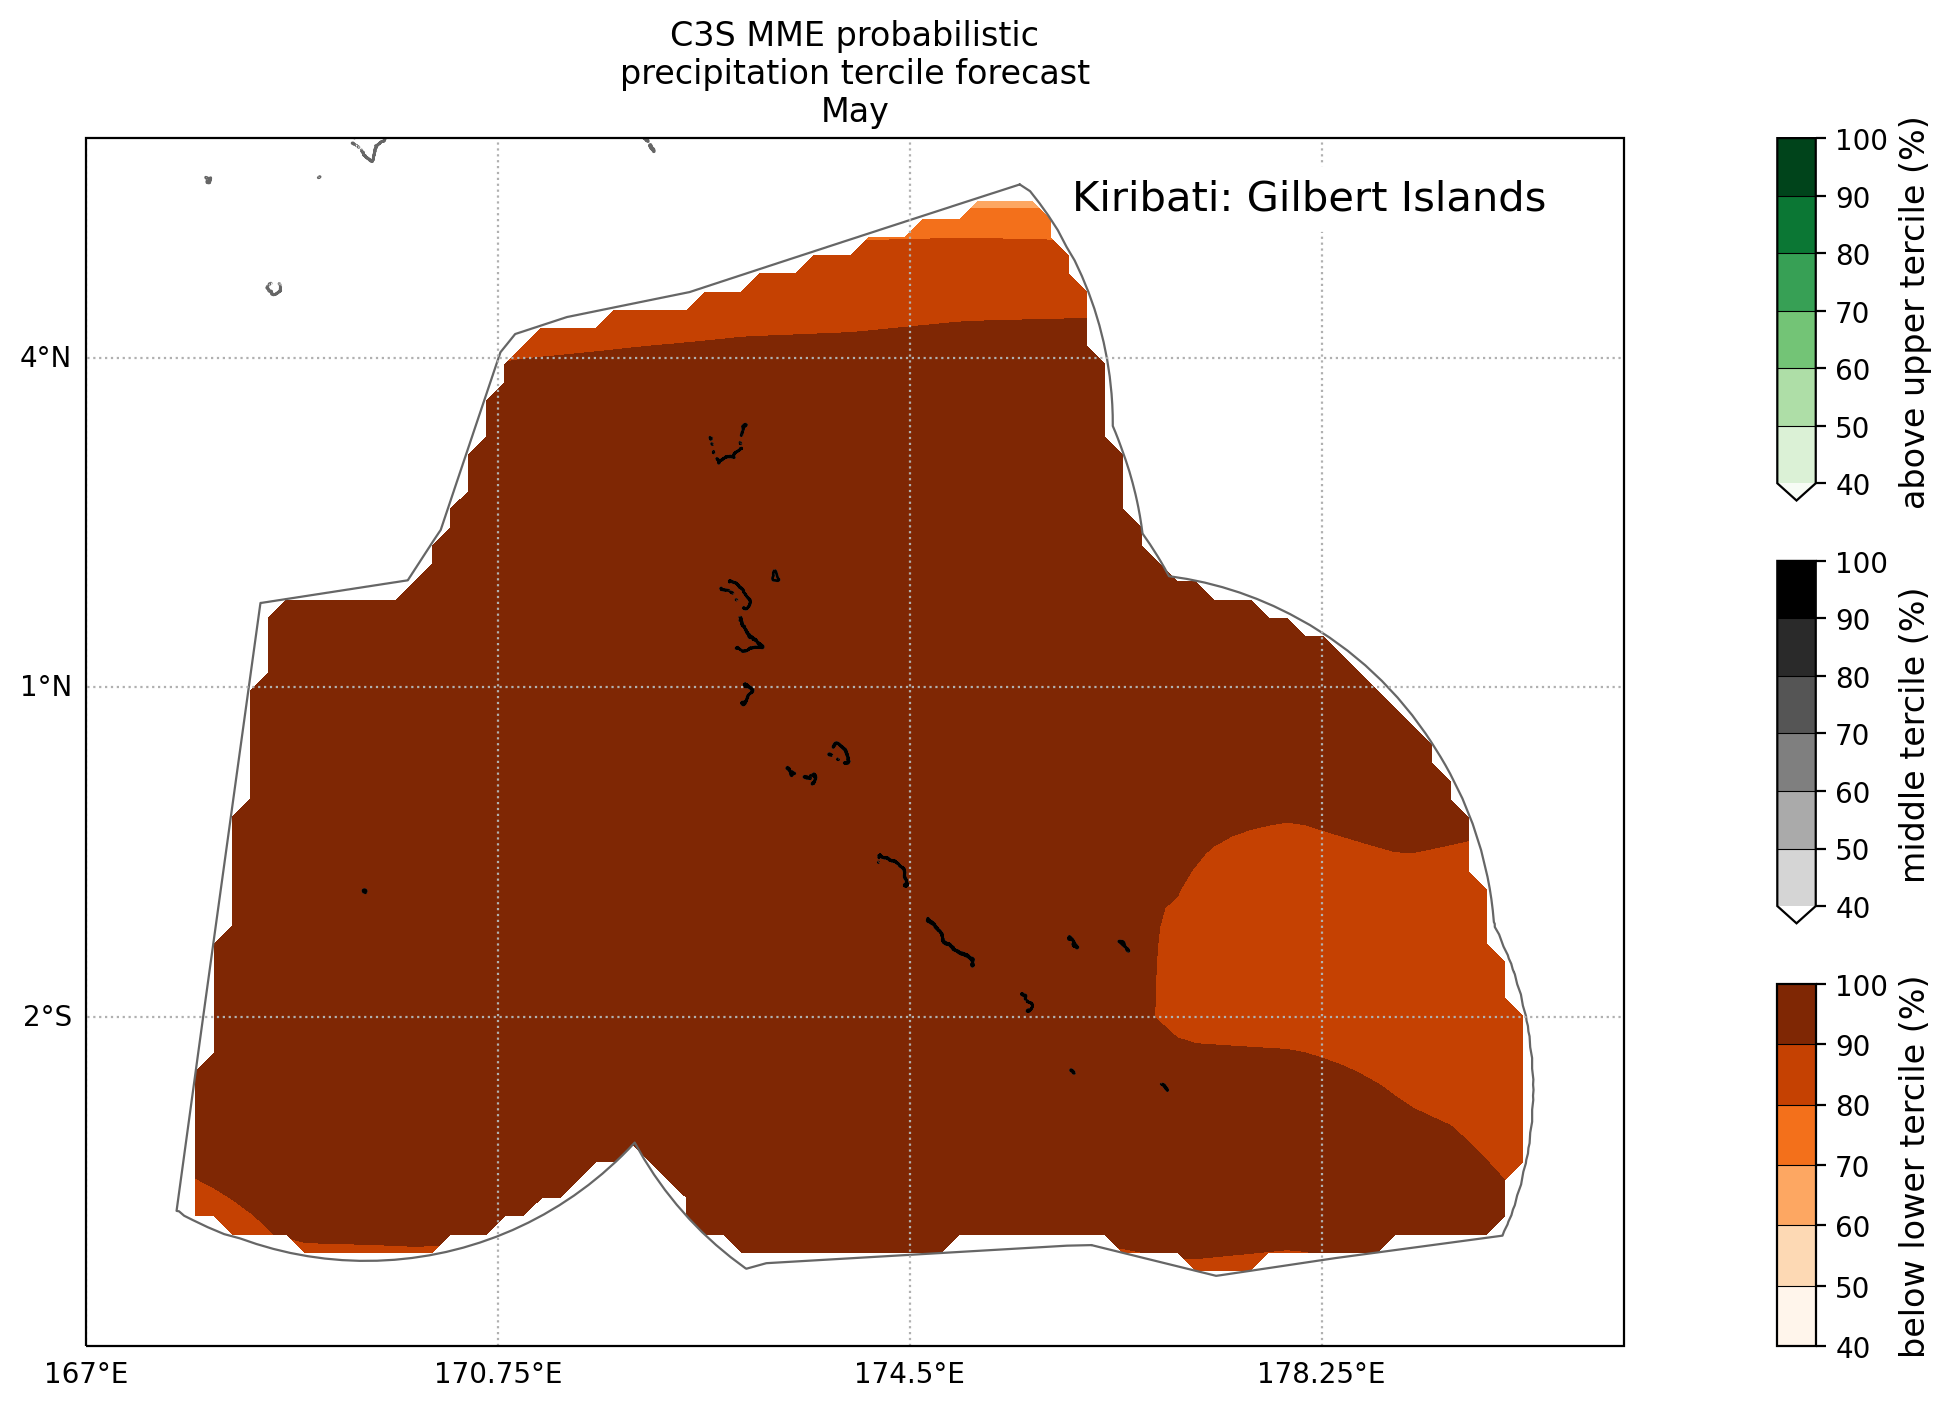 C3S MME probabilistic
precipitation tercile forecast
May
Kiribati: Gilbert Islands
4°N
1°N
2°S
167°E
170.75°E
174.5°E
178.25°E
100
90
80
70
60
50
40
above upper tercile (%)
100
90
80
70
60
50
40
middle tercile (%)
100
90
80
70
60
50
40
below lower tercile (%)